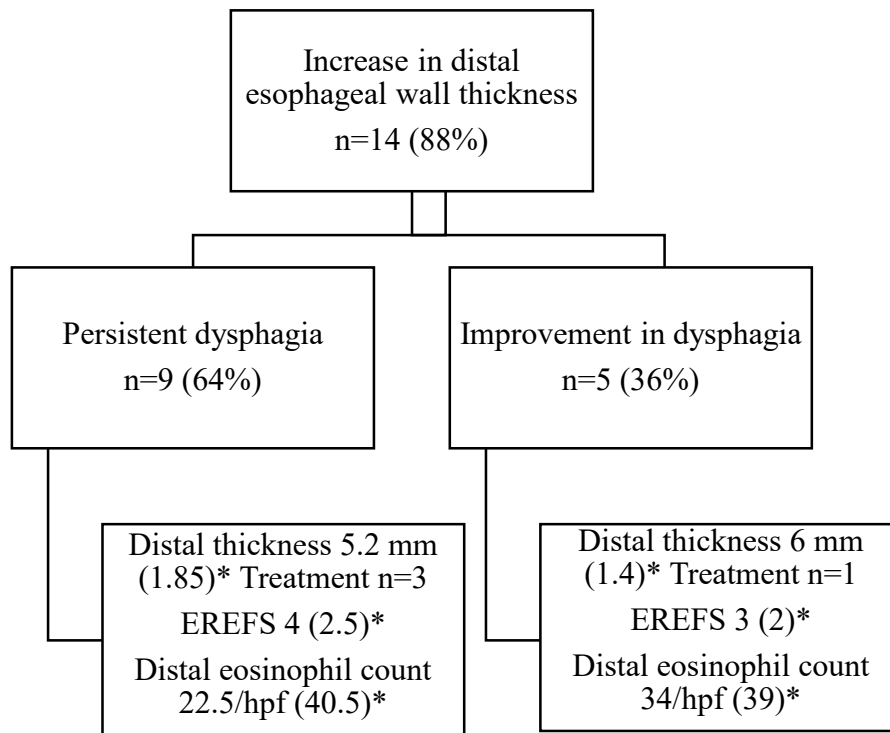 Increase in distal
esophageal wall thickness
n=14 (88%)
Persistent dysphagia
n=9 (64%)
Improvement in dysphagia
n=5 (36%)
Distal thickness 5.2 mm
(1.85)* Treatment n=3
EREFS 4 (2.5)*
Distal eosinophil count
22.5/hpf (40.5)*
Distal thickness 6 mm
(1.4)* Treatment n=1
EREFS 3 (2)*
Distal eosinophil count
34/hpf (39)*